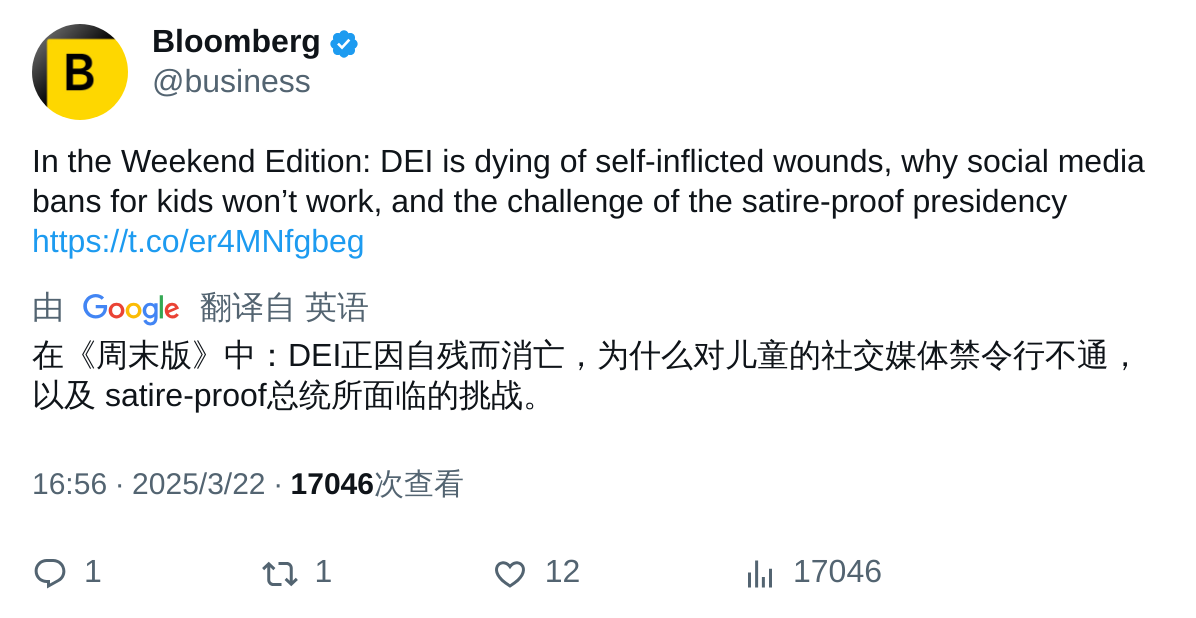 B
Bloomberg
@business
In the Weekend Edition: DEI is dying of self-inflicted wounds, why social media
bans for kids won’t work, and the challenge of the satire-proof presidency
https://t.co/er4MNfgbeg
由 Google 翻译自 英语
在《周末版》中：DEI正因自残而消亡，为什么对儿童的社交媒体禁令行不通，
以及 satire-proof总统所面临的挑战。
16:56 · 2025/3/22 · 17046次查看
1 1 12 17046